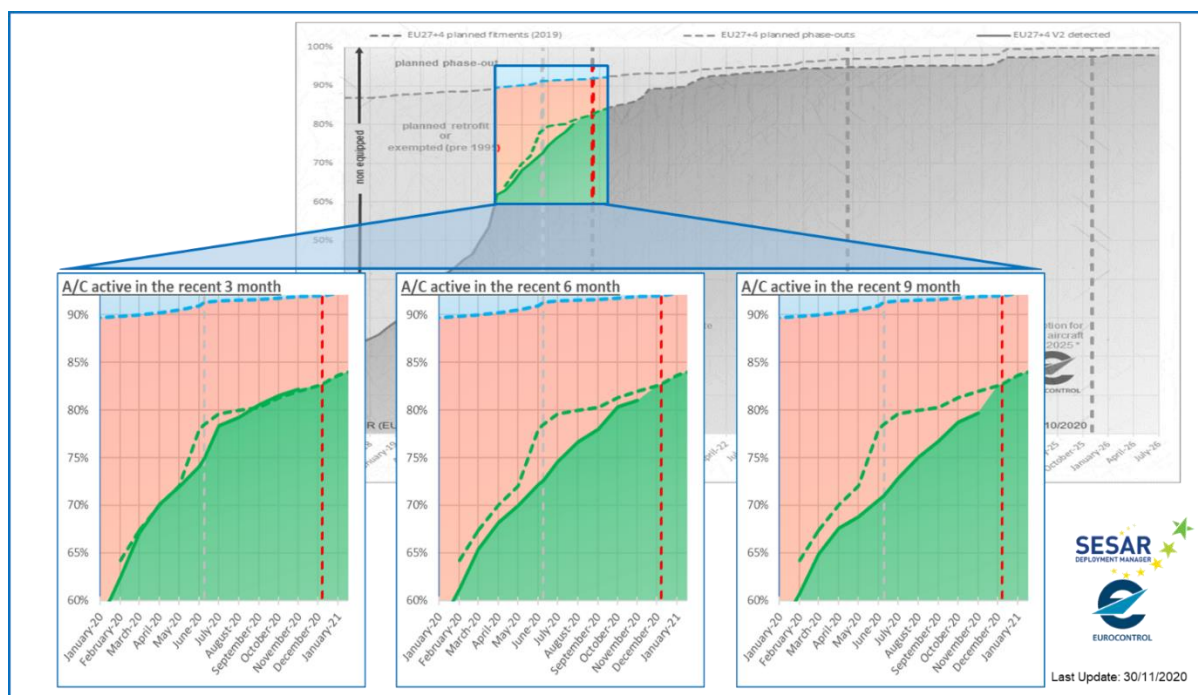 EU27+4 planned fitments (2019)
EU27+4 planned phase-outs
EU27+4 V2 detected
100%
90%
80%
70%
60%
50%
planned phase-out
planned retrofit
or
exempted (pre 1995)
non equipped
A/C active in the recent 3 month
90%
85%
80%
75%
70%
65%
60%
January-20
February-20
March-20
April-20
May-20
June-20
July-20
August-20
September-20
October-20
November-20
December-20
January-21
A/C active in the recent 6 month
90%
85%
80%
75%
70%
65%
60%
January-20
February-20
March-20
April-20
May-20
June-20
July-20
August-20
September-20
October-20
November-20
December-20
January-21
A/C active in the recent 9 month
90%
85%
80%
75%
70%
65%
60%
January-20
February-20
March-20
April-20
May-20
June-20
July-20
August-20
September-20
October-20
November-20
December-20
January-21
aircraft
2025 *
10/2020
October-25
January-26
April-26
July-26
SESAR
DEPLOYMENT MANAGER
EUROCONTROL
Last Update: 30/11/2020